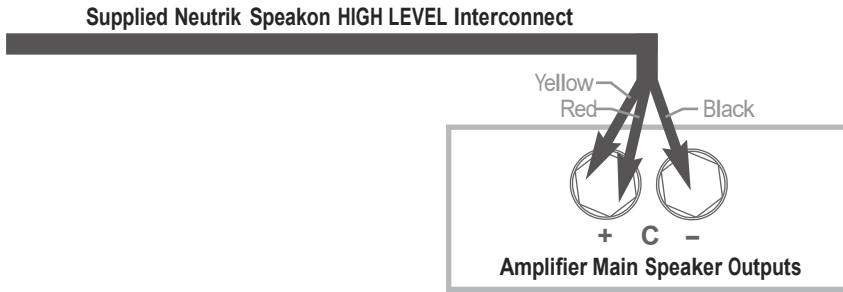 Supplied Neutrik Speakon HIGH LEVEL Interconnect
Yellow
Red
Black
+ C –
Amplifier Main Speaker Outputs